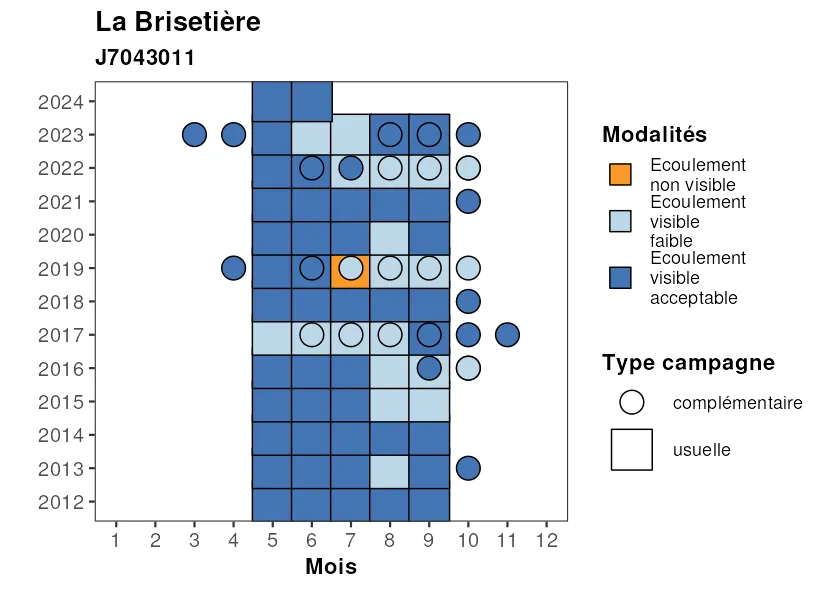 La Brisetière
J7043011
2024
2023
2022
2021
2020
2019
2018
2017
2016
2015
2014
2013
2012
1 2 3 4 5 6 7 8 9 10 11 12
Mois
Modalités
Ecoulement
non visible
Ecoulement
visible
faible
Ecoulement
visible
acceptable
Type campagne
complémentaire
usuelle